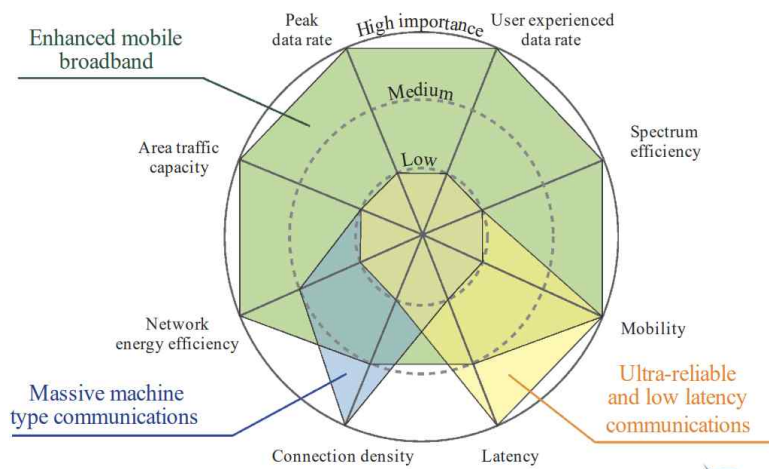 Peak
data rate
High importance
User experienced
data rate
Enhanced mobile
broadband
Medium
Area traffic
capacity
Low
Spectrum
efficiency
Network
energy efficiency
Mobility
Massive machine
type communications
Ultra-reliable
and low latency
communications
Connection density
Latency